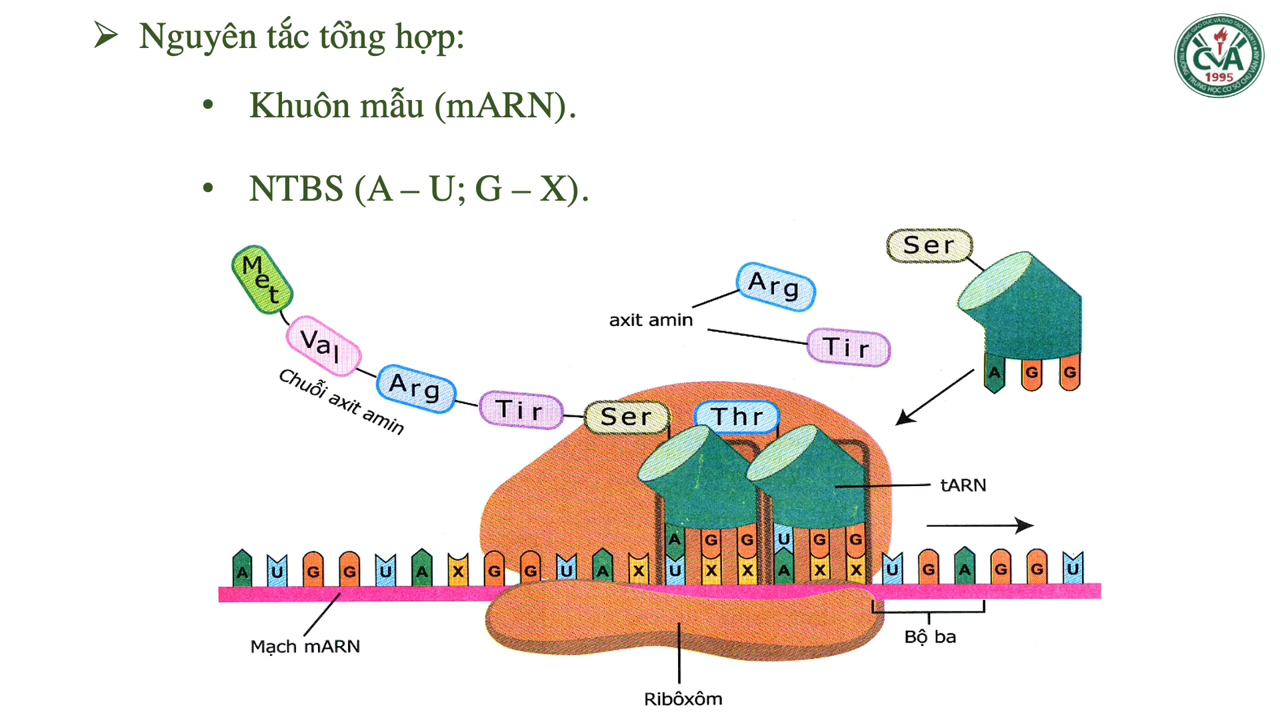 Nguyên tắc tổng hợp:
Khuôn mẫu (mARN).
NTBS (A – U; G – X).
CVA
1995
Ser
Met
Val
Arg
Tir
Ser
Thr
Chuỗi axit amin
axit amin
Arg
Tir
A G G
tARN
A G G U G G
A U G G U A X G G U A X U X X A X X U G A G G U
Mạch mARN
Bộ ba
Ribôxôm